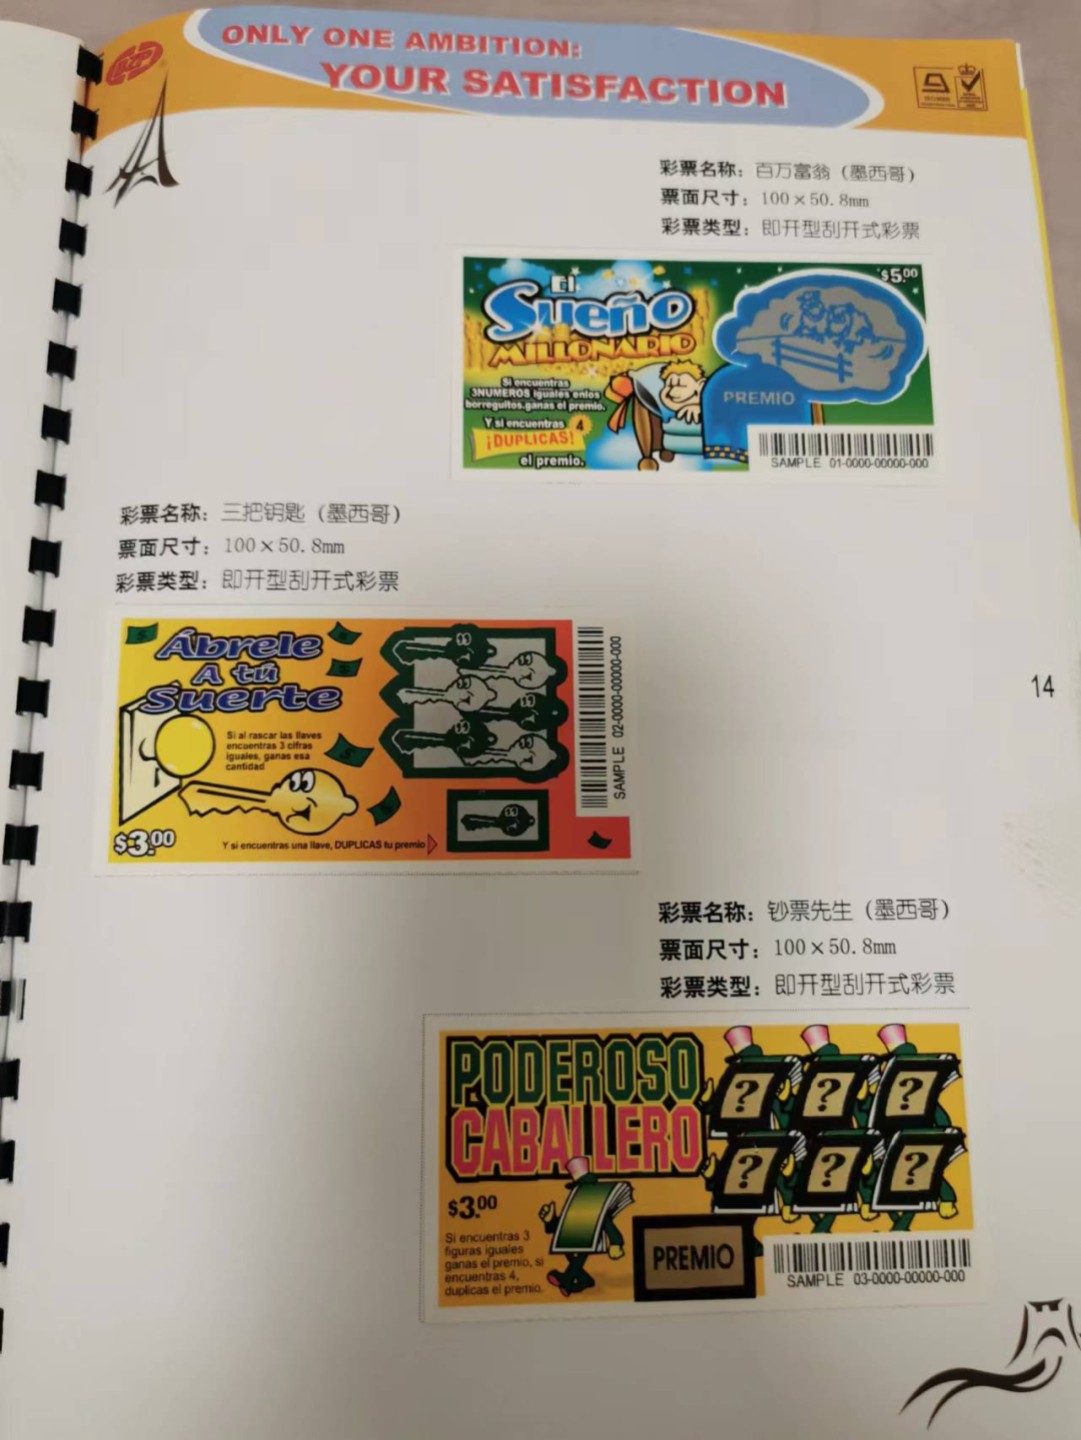 ONLY ONE AMBITION:
YOUR SATISFACTION
彩票名称：百万富翁（墨西哥）
票面尺寸：100×50.8mm
彩票类型：即开型刮开式彩票
El
Sueño
MILLONARIO
$5.00
Si encuentras
3NUMEROS iguales enlos
borreguitos.ganas el premio.
Y si encuentras 4
¡DUPLICAS!
el premio.
PREMIO
SAMPLE 01-0000-00000-000
彩票名称：三把钥匙（墨西哥）
票面尺寸：100×50.8mm
彩票类型：即开型刮开式彩票
Ábrele
A tú
Suerte
Si al rascar las llaves
encuentras 3 cifras
iguales, ganas esa
cantidad
$3.00
Y si encuentras una llave, DUPLICAS tu premio
SAMPLE 02-0000-00000-000
14
彩票名称：钞票先生（墨西哥）
票面尺寸：100×50.8mm
彩票类型：即开型刮开式彩票
PODEROSO
CABALLERO
$3.00
Si encuentras 3
figuras iguales
ganas el premio, si
encuentras 4,
duplicas el premio.
? ? ?
? ? ?
PREMIO
SAMPLE 03-0000-00000-000